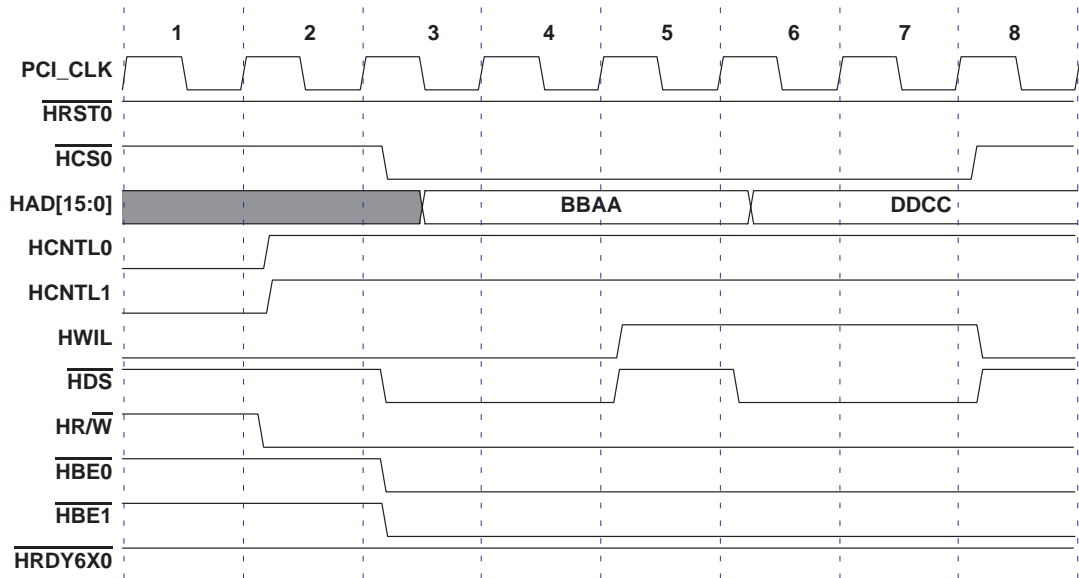 1 2 3 4 5 6 7 8
PCI_CLK
HRST0
HCS0
HAD[15:0] BBAA DDCC
HCNTL0
HCNTL1
HWIL
HDS
HR/W
HBE0
HBE1
HRDY6X0